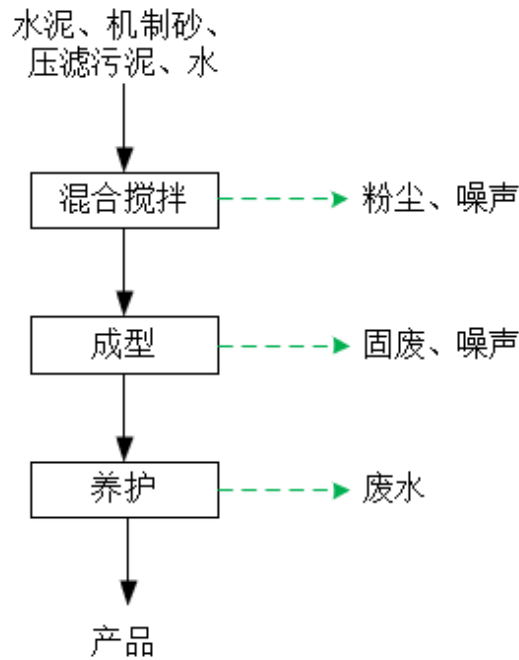 水泥、机制砂、
压滤污泥、水
混合搅拌
粉尘、噪声
成型
固废、噪声
养护
废水
产品